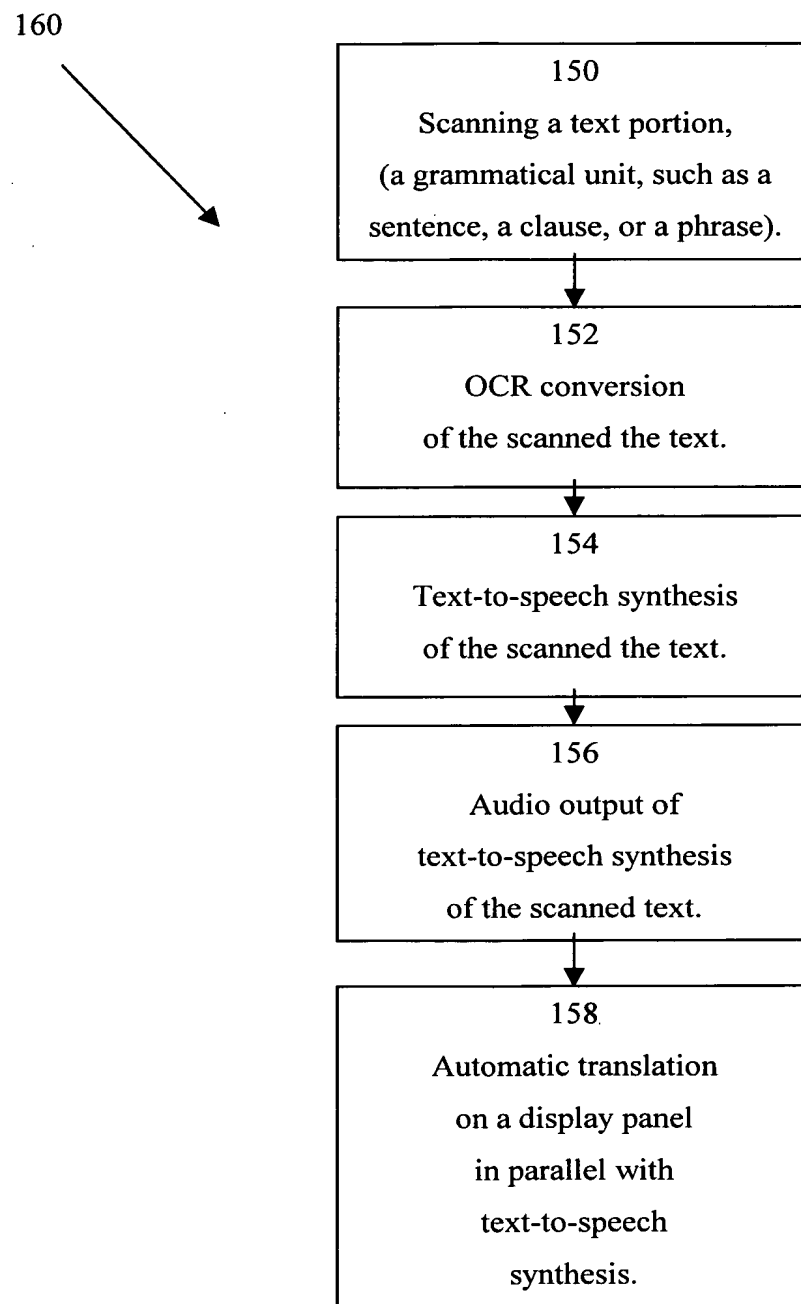 160
150
Scanning a text portion,
(a grammatical unit, such as a
sentence, a clause, or a phrase).
152
OCR conversion
of the scanned the text.
154
Text-to-speech synthesis
of the scanned the text.
156
Audio output of
text-to-speech synthesis
of the scanned text.
158
Automatic translation
on a display panel
in parallel with
text-to-speech
synthesis.